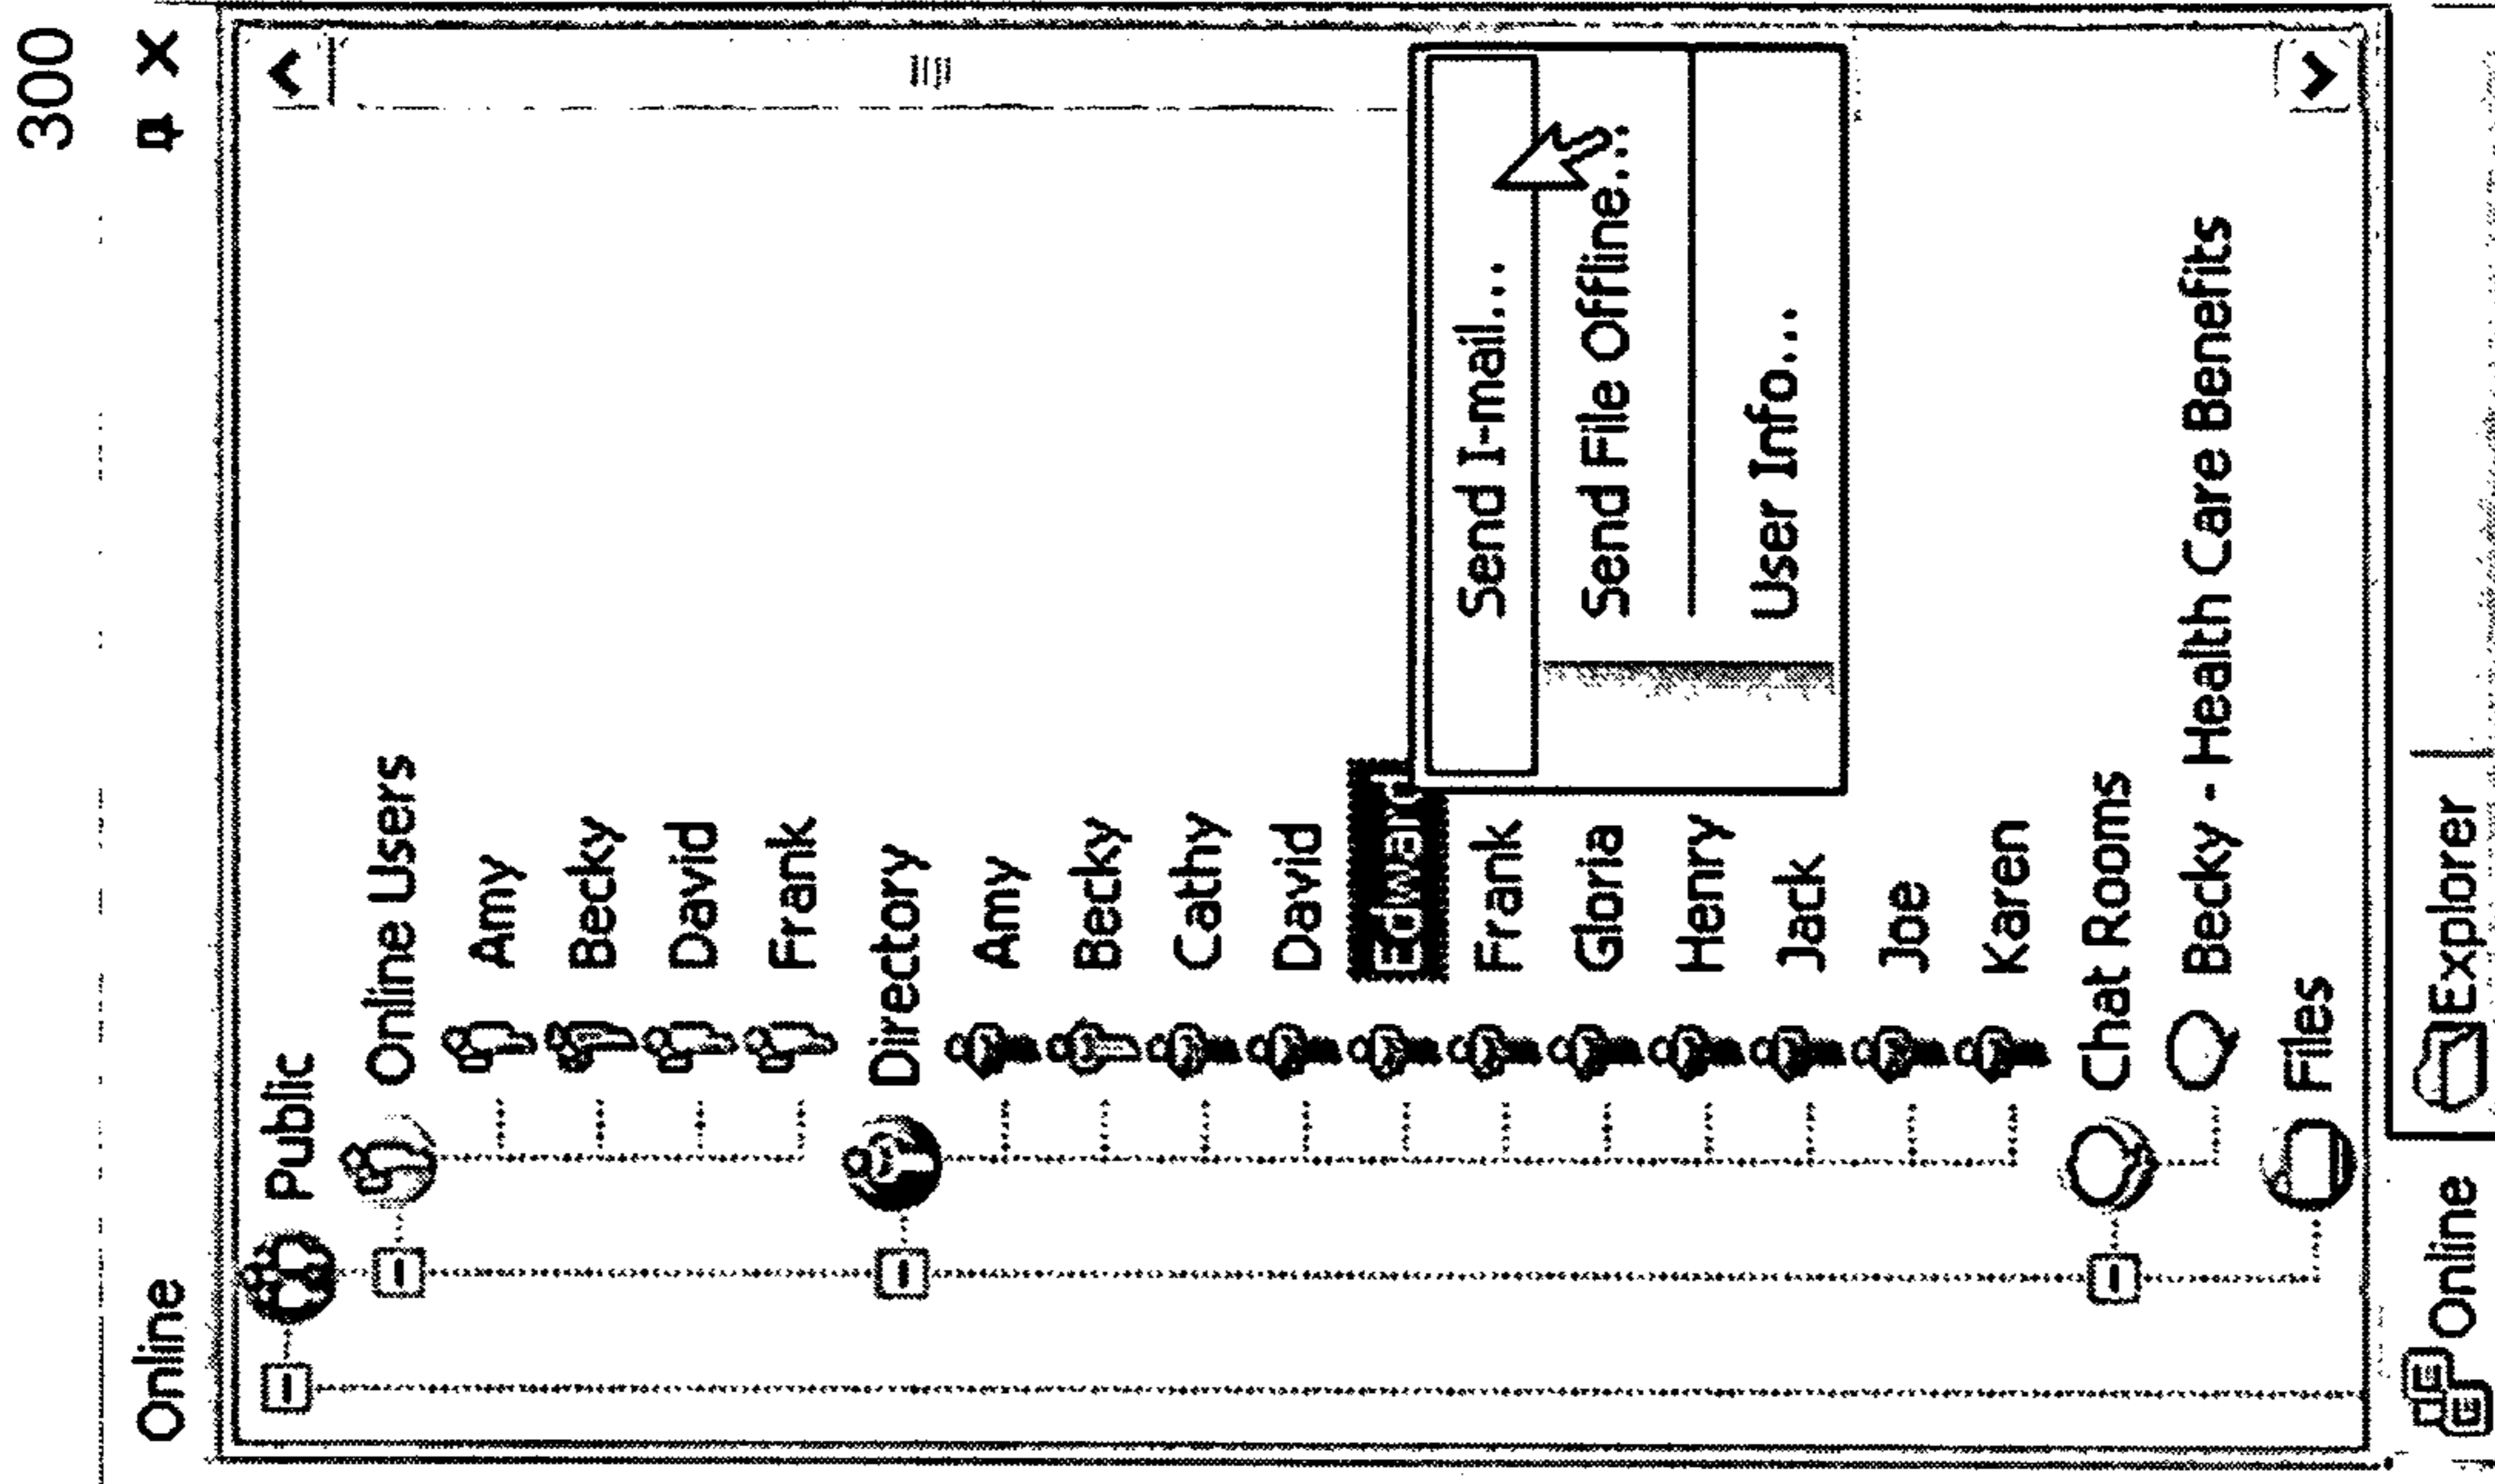 300
Online
Public
Online Users
Amy
Becky
David
Frank
Directory
Amy
Becky
Cathy
David
Edward
Send I-mail...
Frank
Send File Offline...
Gloria
Henry
User Info...
Jack
Joe
Karen
Chat Rooms
Becky - Health Care Benefits
Files
Online Explorer